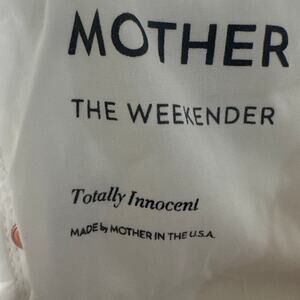 MOTHER
THE WEEKENDER
Totally Innocent
MADE by MOTHER IN THE U.S.A.